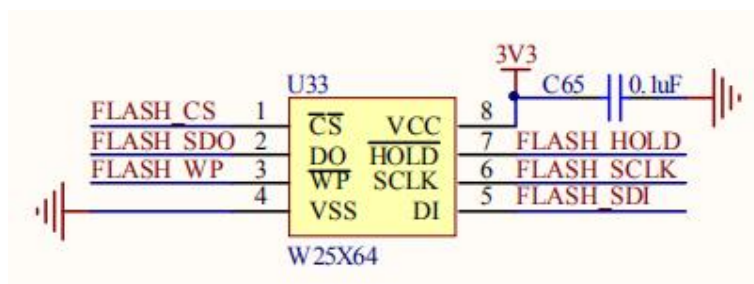 3V3
U33
C65 0.1uF
FLASH_CS 1 CS VCC 8
FLASH_SDO 2 DO HOLD 7 FLASH_HOLD
FLASH_WP 3 WP SCLK 6 FLASH_SCLK
4 VSS DI 5 FLASH_SDI
W25X64